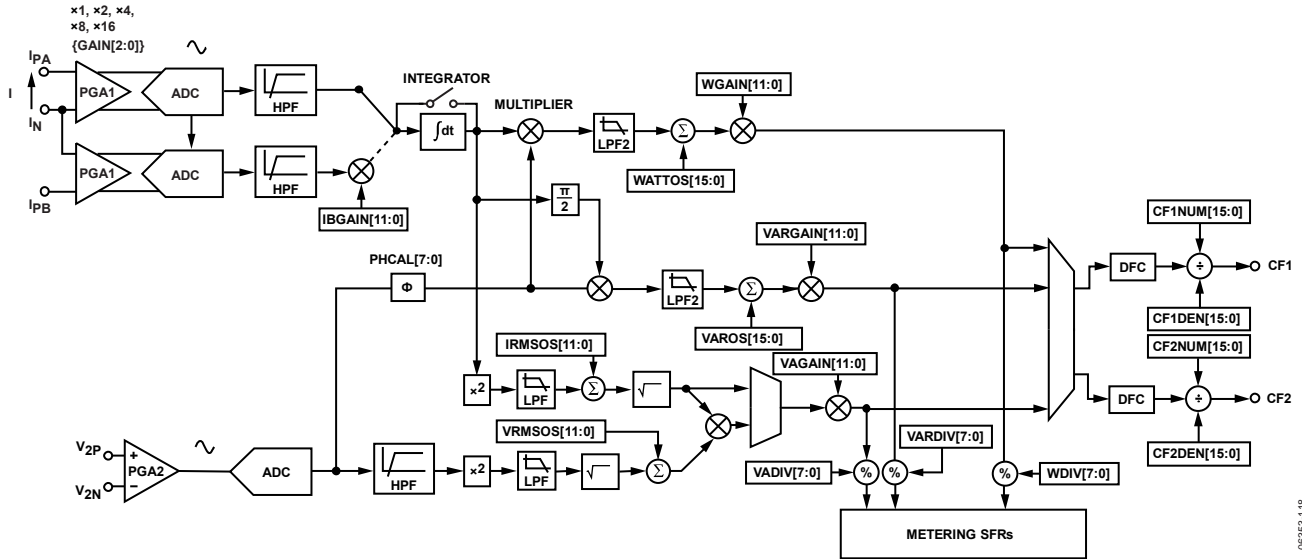 ×1, ×2, ×4,
×8, ×16
{GAIN[2:0]}
IPA
I
IN
IPB
PGA1
ADC
HPF
PGA1
ADC
HPF
IBGAIN[11:0]
INTEGRATOR
∫dt
MULTIPLIER
LPF2
Σ
WATTOS[15:0]
WGAIN[11:0]
π
2
PHCAL[7:0]
Φ
LPF2
Σ
VAROS[15:0]
VARGAIN[11:0]
IRMSOS[11:0]
×2
LPF
Σ
√
VAGAIN[11:0]
VRMSOS[11:0]
V2P
V2N
+
−
PGA2
ADC
HPF
×2
LPF
√
Σ
VADIV[7:0]
%
%
VARDIV[7:0]
%
WDIV[7:0]
METERING SFRs
DFC
CF1NUM[15:0]
÷
CF1
CF1DEN[15:0]
CF2NUM[15:0]
DFC
÷
CF2
CF2DEN[15:0]
06353-118